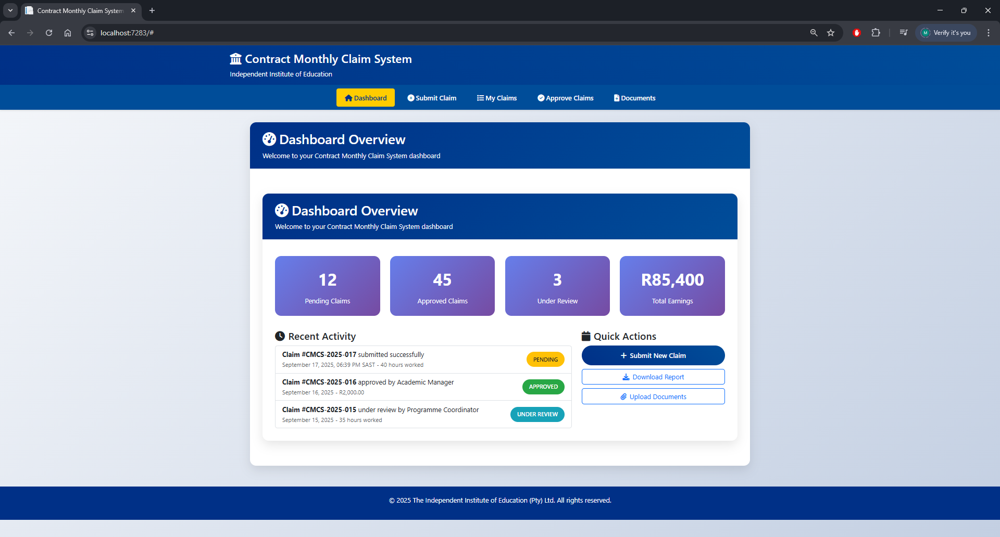 Contract Monthly Claim System
localhost:7283/#
M
Verify it's you
Contract Monthly Claim System
Independent Institute of Education
Dashboard
Submit Claim
My Claims
Approve Claims
Documents
Dashboard Overview
Welcome to your Contract Monthly Claim System dashboard
Dashboard Overview
Welcome to your Contract Monthly Claim System dashboard
12
Pending Claims
45
Approved Claims
3
Under Review
R85,400
Total Earnings
Recent Activity
Claim #CMCS-2025-017 submitted successfully
September 17, 2025, 06:39 PM SAST - 40 hours worked
PENDING
Claim #CMCS-2025-016 approved by Academic Manager
September 16, 2025 - R2,000.00
APPROVED
Claim #CMCS-2025-015 under review by Programme Coordinator
September 15, 2025 - 35 hours worked
UNDER REVIEW
Quick Actions
Submit New Claim
Download Report
Upload Documents
© 2025 The Independent Institute of Education (Pty) Ltd. All rights reserved.